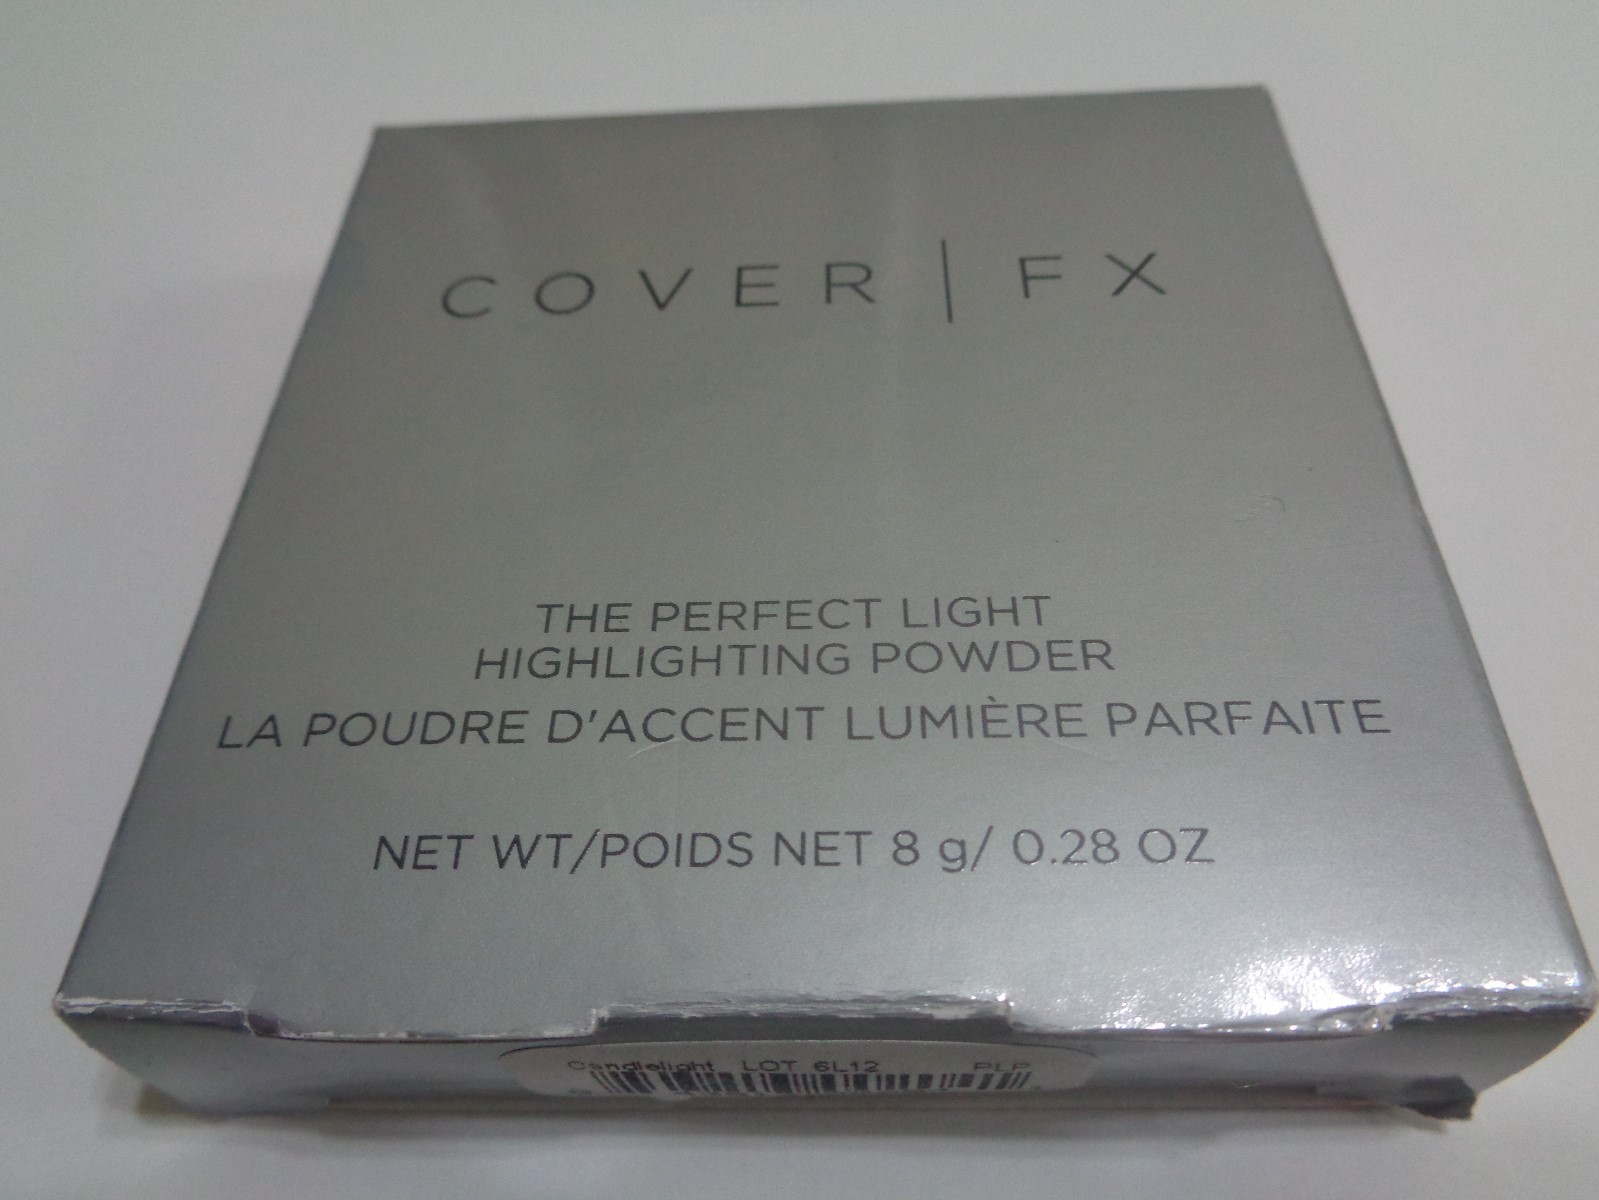 COVER | FX
THE PERFECT LIGHT
HIGHLIGHTING POWDER
LA POUDRE D'ACCENT LUMIÈRE PARFAITE
NET WT/POIDS NET 8 g/ 0.28 OZ
Candlelight LOT 6L12 PLP